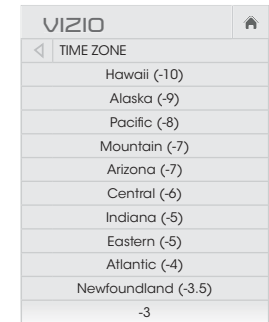 VIZIO
TIME ZONE
Hawaii (-10)
Alaska (-9)
Pacific (-8)
Mountain (-7)
Arizona (-7)
Central (-6)
Indiana (-5)
Eastern (-5)
Atlantic (-4)
Newfoundland (-3.5)
-3